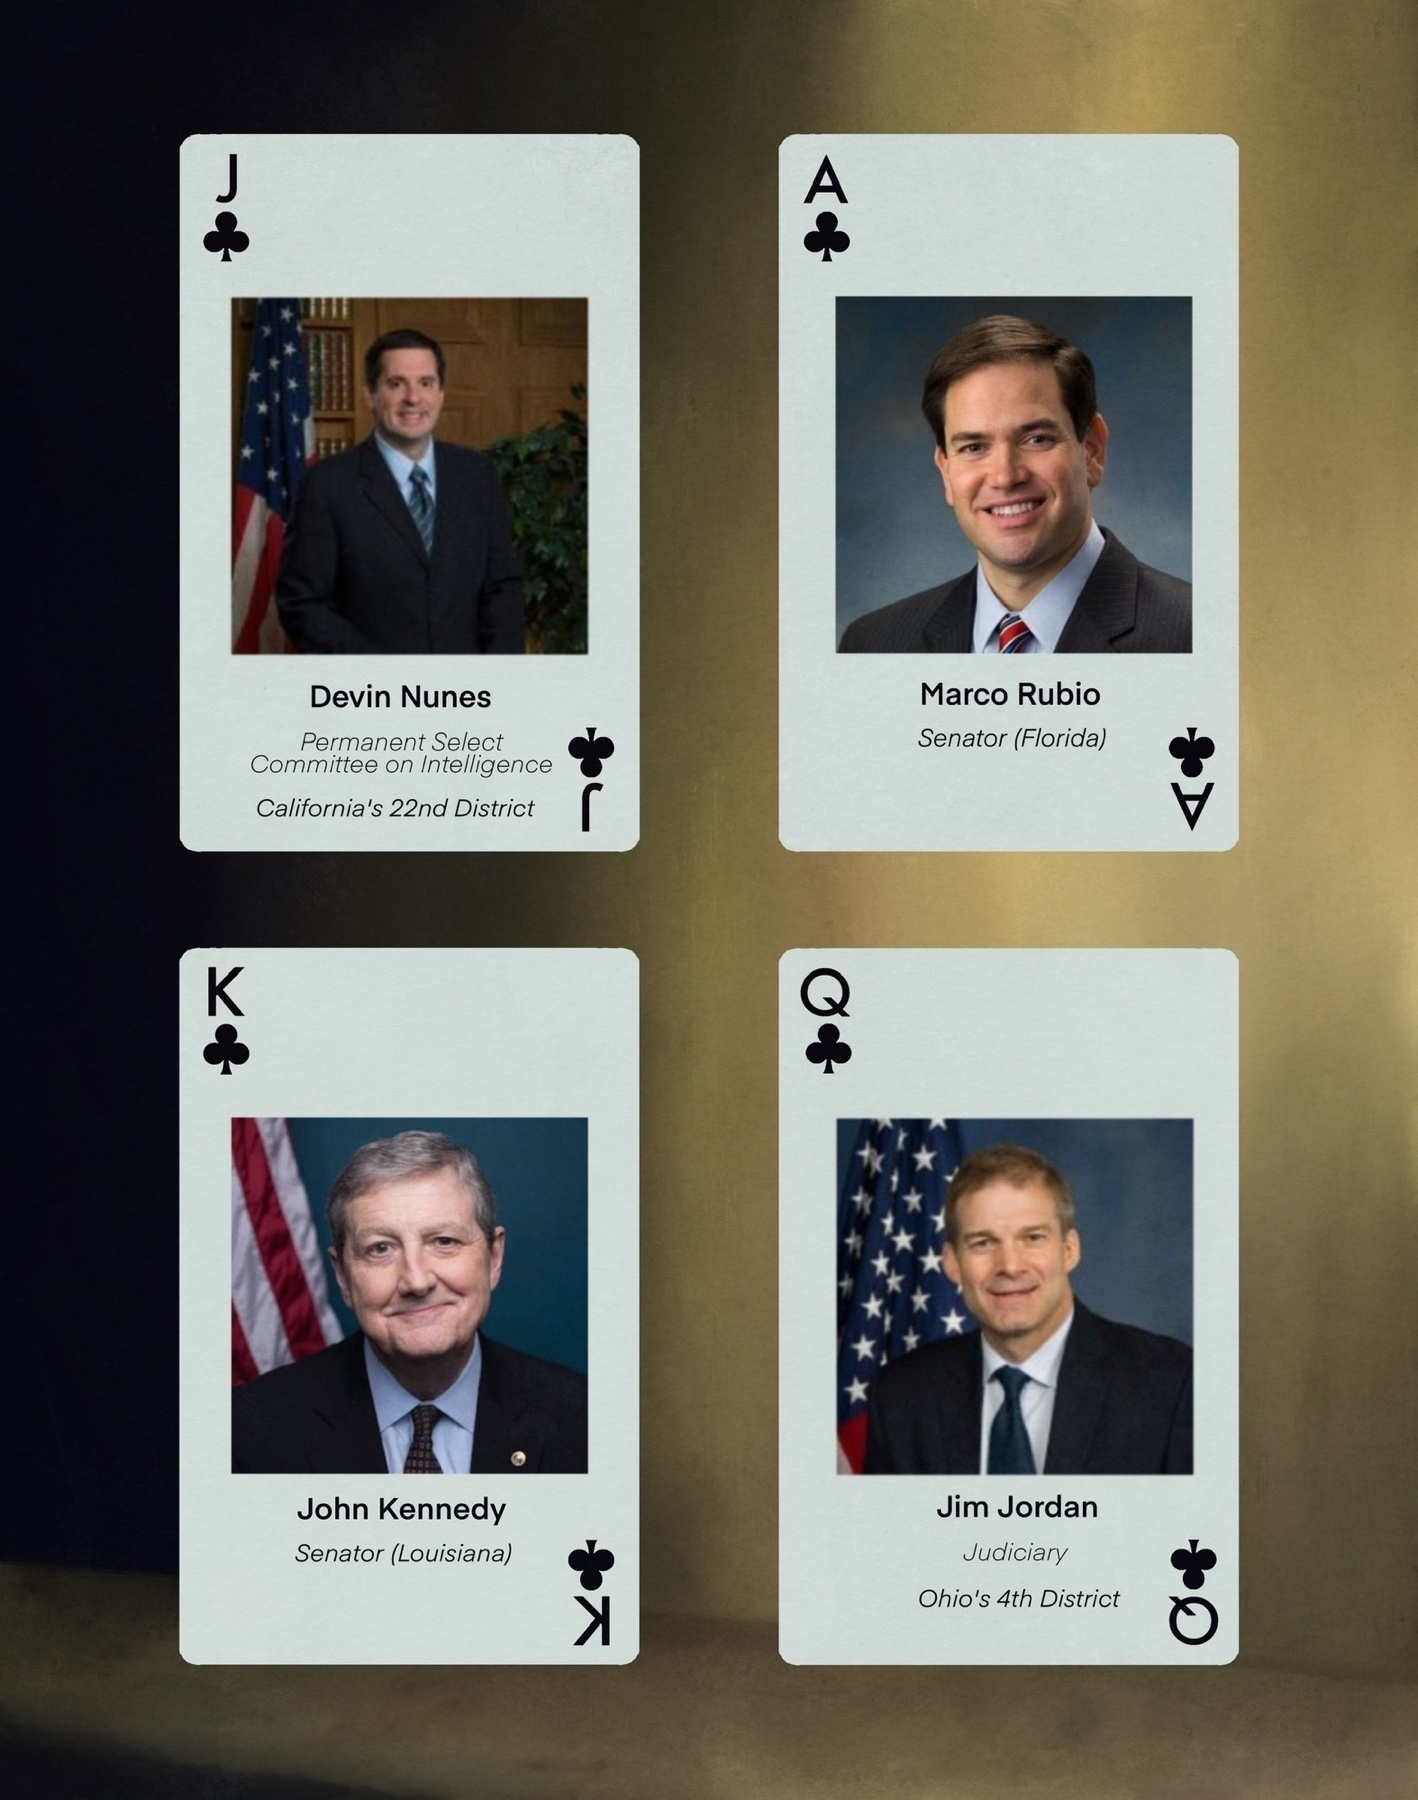 J
Devin Nunes
Permanent Select
Committee on Intelligence
California's 22nd District
J
A
Marco Rubio
Senator (Florida)
A
K
John Kennedy
Senator (Louisiana)
K
Q
Jim Jordan
Judiciary
Ohio's 4th District
Q